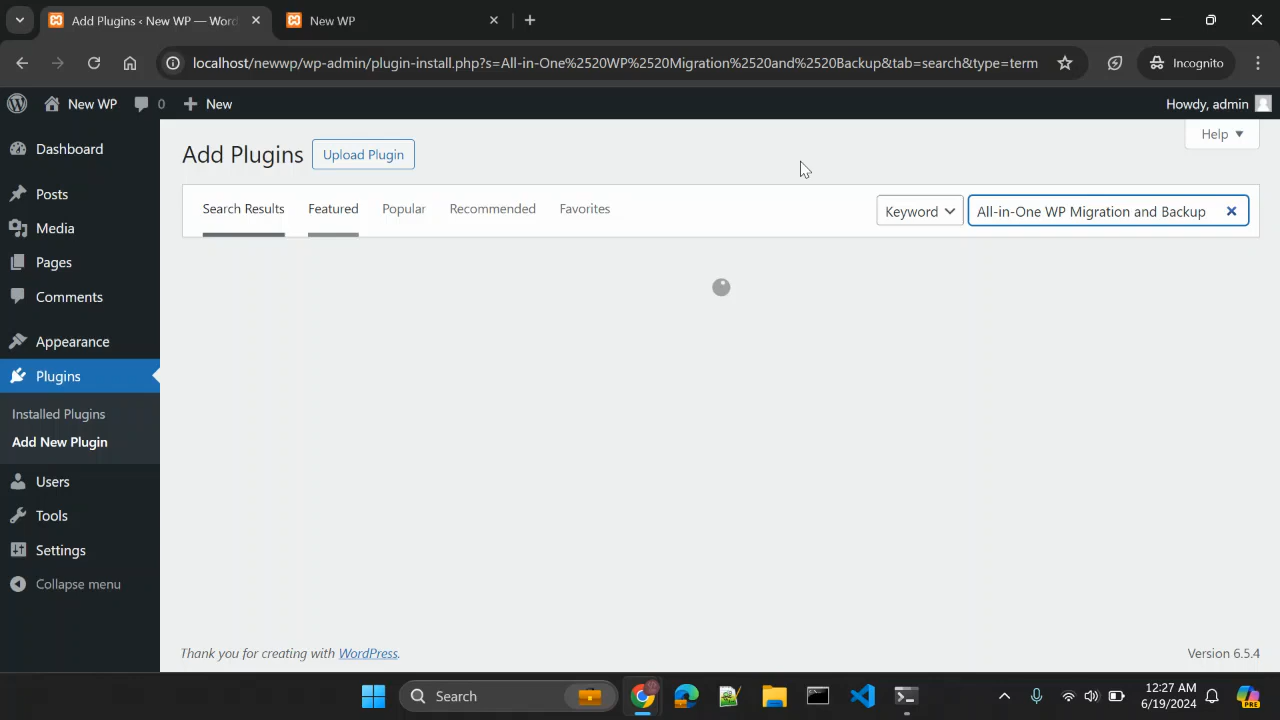 Add Plugins ‹ New WP — Word
New WP
localhost/newwp/wp-admin/plugin-install.php?s=All-in-One%2520WP%2520Migration%2520and%2520Backup&tab=search&type=term
Incognito
New WP
0
New
Howdy, admin
Dashboard
Posts
Media
Pages
Comments
Appearance
Plugins
Installed Plugins
Add New Plugin
Users
Tools
Settings
Collapse menu
Help
Add Plugins
Upload Plugin
Search Results
Featured
Popular
Recommended
Favorites
Keyword
All-in-One WP Migration and Backup
Thank you for creating with WordPress.
Version 6.5.4
Search
12:27 AM
6/19/2024
PRE